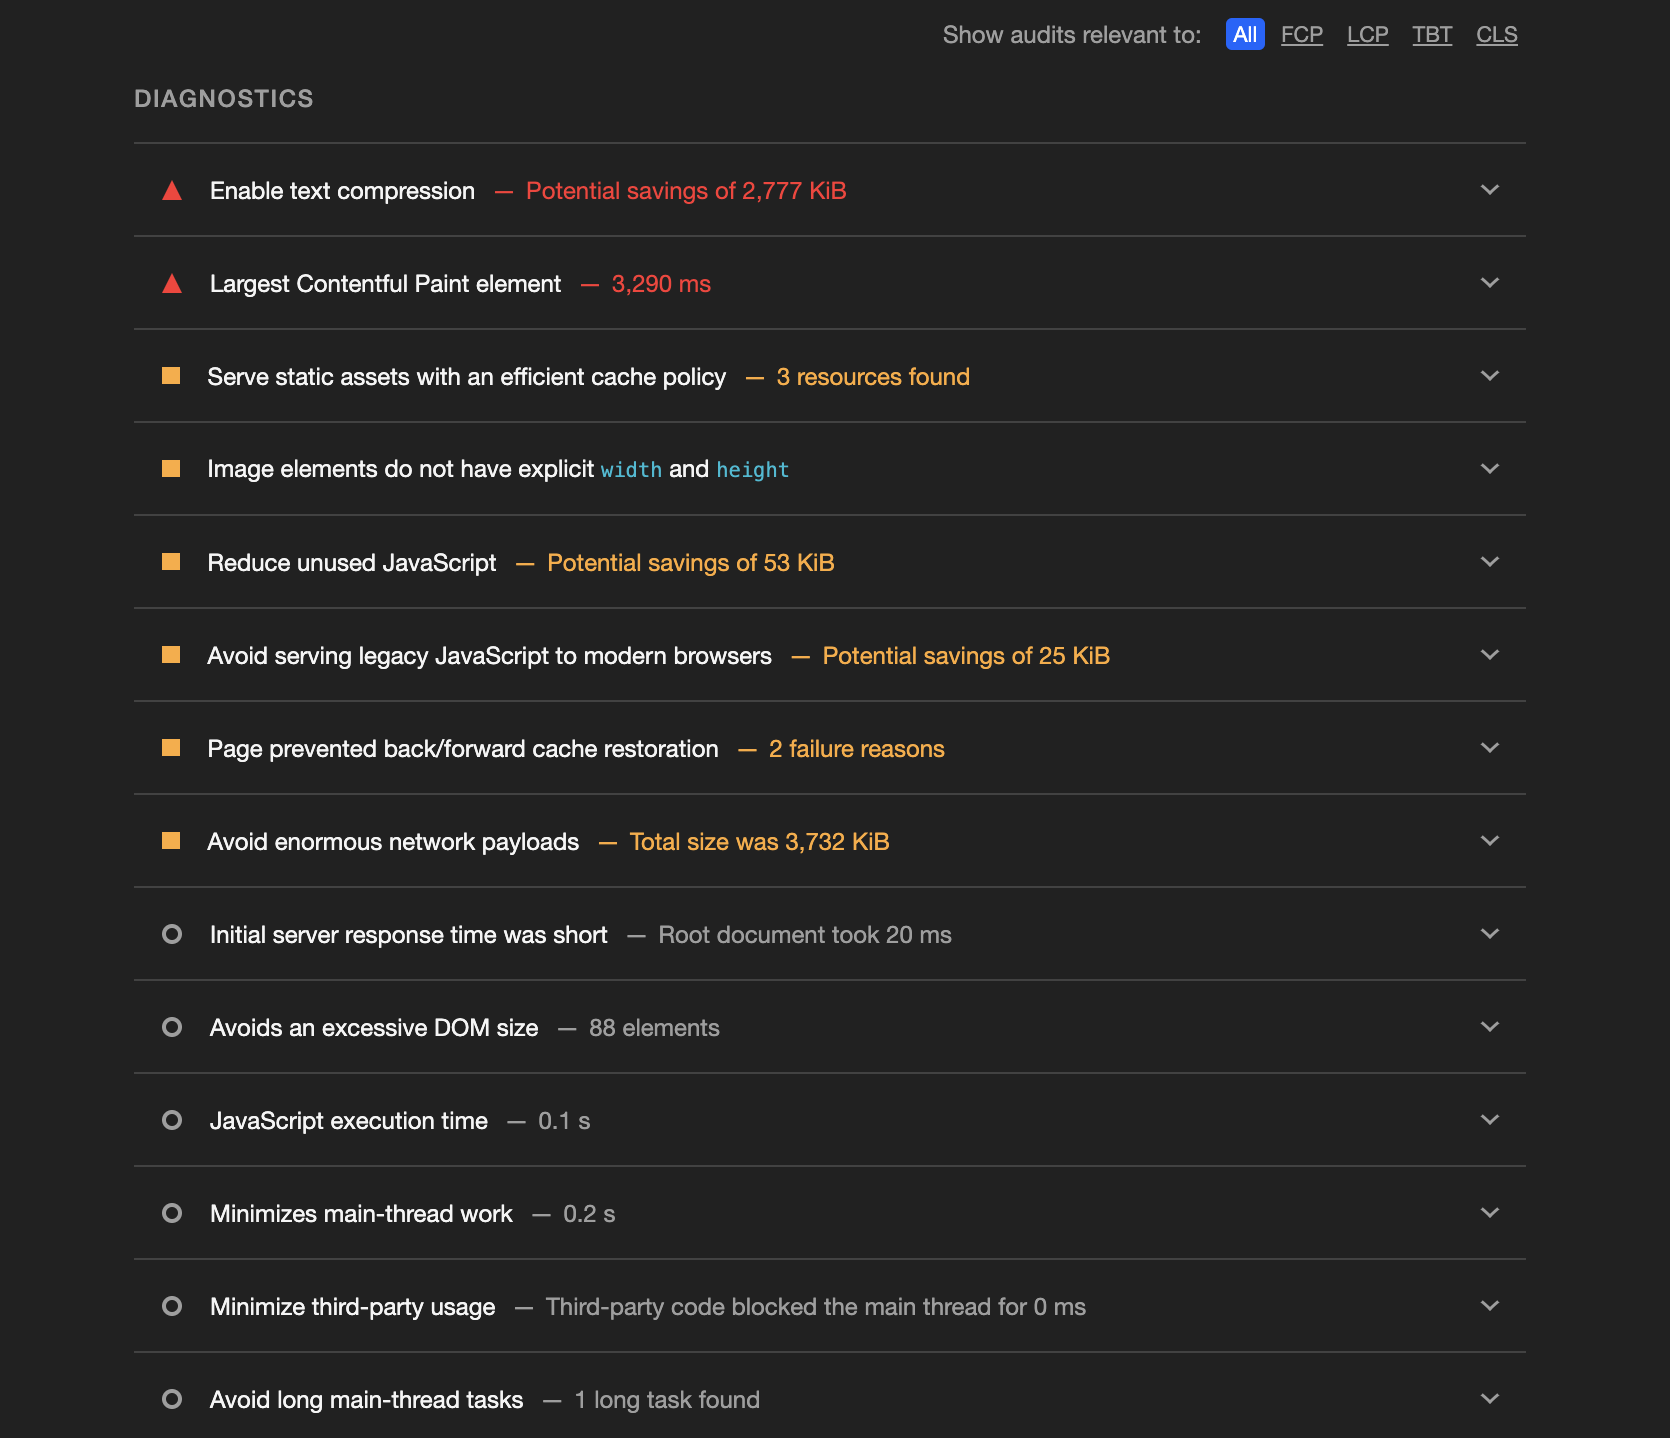 Show audits relevant to: All FCP LCP TBT CLS
DIAGNOSTICS
Enable text compression — Potential savings of 2,777 KiB
Largest Contentful Paint element — 3,290 ms
Serve static assets with an efficient cache policy — 3 resources found
Image elements do not have explicit width and height
Reduce unused JavaScript — Potential savings of 53 KiB
Avoid serving legacy JavaScript to modern browsers — Potential savings of 25 KiB
Page prevented back/forward cache restoration — 2 failure reasons
Avoid enormous network payloads — Total size was 3,732 KiB
Initial server response time was short — Root document took 20 ms
Avoids an excessive DOM size — 88 elements
JavaScript execution time — 0.1 s
Minimizes main-thread work — 0.2 s
Minimize third-party usage — Third-party code blocked the main thread for 0 ms
Avoid long main-thread tasks — 1 long task found